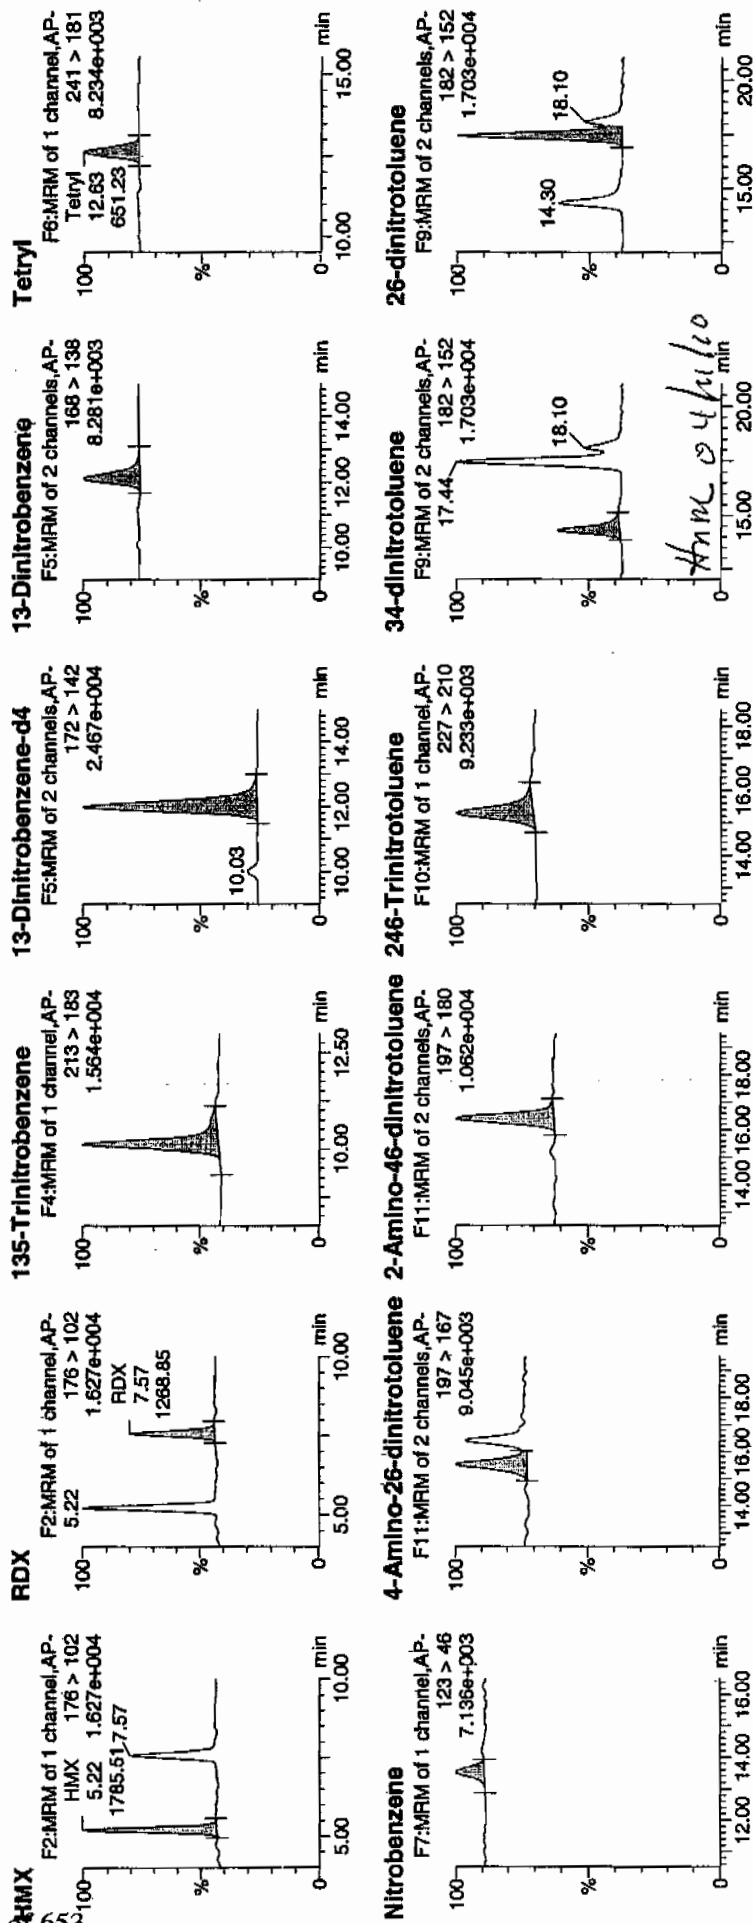 HMX
F2:MRM of 1 channel,AP-
HMX 176 > 102
5.22 1.627e+004
1785.51 7.57
100
%
0
5.00 10.00 min
RDX
F2:MRM of 1 channel,AP-
5.22 176 > 102
1.627e+004
RDX
7.57
1268.85
100
%
0
5.00 10.00 min
135-Trinitrobenzene
F4:MRM of 1 channel,AP-
213 > 183
1.564e+004
100
%
0
10.00 12.50 min
13-Dinitrobenzene-d4
F5:MRM of 2 channels,AP-
172 > 142
2.467e+004
10.03
100
%
0
10.00 12.00 14.00 min
13-Dinitrobenzene
F5:MRM of 2 channels,AP-
168 > 138
8.281e+003
100
%
0
10.00 12.00 14.00 min
Tetryl
F6:MRM of 1 channel,AP-
Tetryl 241 > 181
12.63 8.234e+003
651.23
100
%
0
10.00 15.00 min
Nitrobenzene
F7:MRM of 1 channel,AP-
123 > 46
7.136e+003
100
%
0
12.00 14.00 16.00 min
4-Amino-26-dinitrotoluene
F11:MRM of 2 channels,AP-
197 > 167
9.045e+003
100
%
0
14.00 16.00 18.00 min
2-Amino-46-dinitrotoluene
F11:MRM of 2 channels,AP-
197 > 180
1.062e+004
100
%
0
14.00 16.00 18.00 min
246-Trinitrotoluene
F10:MRM of 1 channel,AP-
227 > 210
9.233e+003
100
%
0
14.00 16.00 18.00 min
34-dinitrotoluene
F9:MRM of 2 channels,AP-
17.44 182 > 152
1.703e+004
18.10
100
%
0
15.00 20.00 min
26-dinitrotoluene
F9:MRM of 2 channels,AP-
182 > 152
1.703e+004
14.30
18.10
100
%
0
15.00 20.00 min